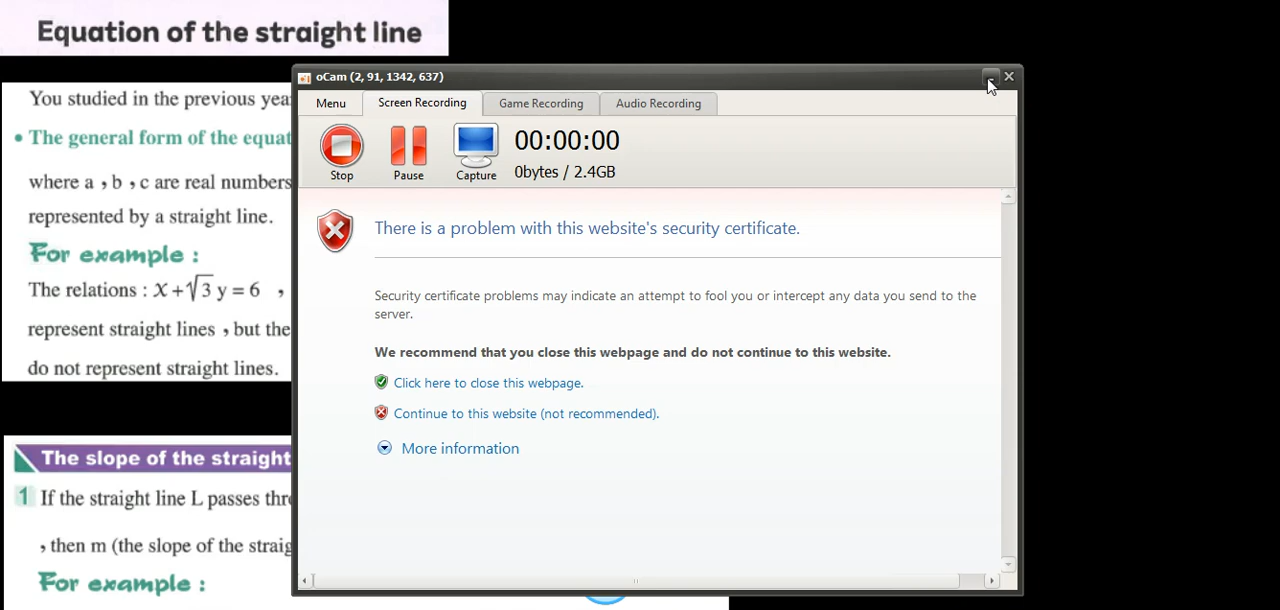 Equation of the straight line
You studied in the previous yea
• The general form of the equat
where a , b , c are real numbers
represented by a straight line.
For example :
The relations : X + √3 y = 6 ,
represent straight lines , but the
do not represent straight lines.
The slope of the straight
1 If the straight line L passes thr
, then m (the slope of the straig
For example :
oCam (2, 91, 1342, 637)
Menu Screen Recording Game Recording Audio Recording
00:00:00
0bytes / 2.4GB
Stop Pause Capture
There is a problem with this website's security certificate.
Security certificate problems may indicate an attempt to fool you or intercept any data you send to the
server.
We recommend that you close this webpage and do not continue to this website.
Click here to close this webpage.
Continue to this website (not recommended).
More information